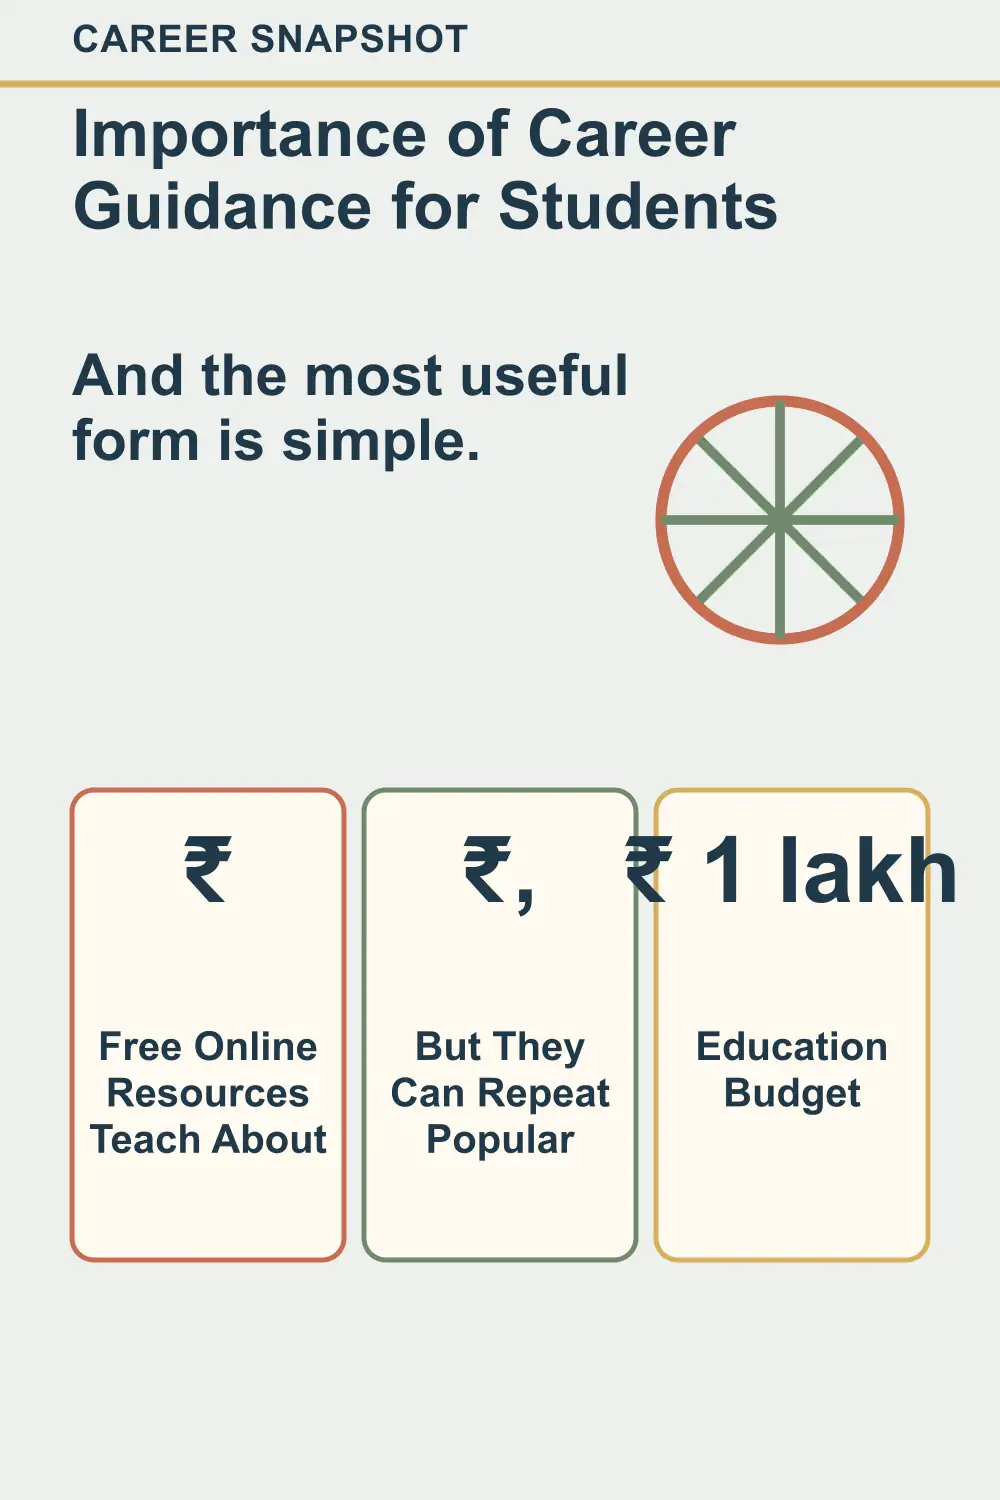 CAREER SNAPSHOT
Importance of Career
Guidance for Students
And the most useful
form is simple.
₹
Free Online
Resources
Teach About
₹,
But They
Can Repeat
Popular
₹ 1 lakh
Education
Budget